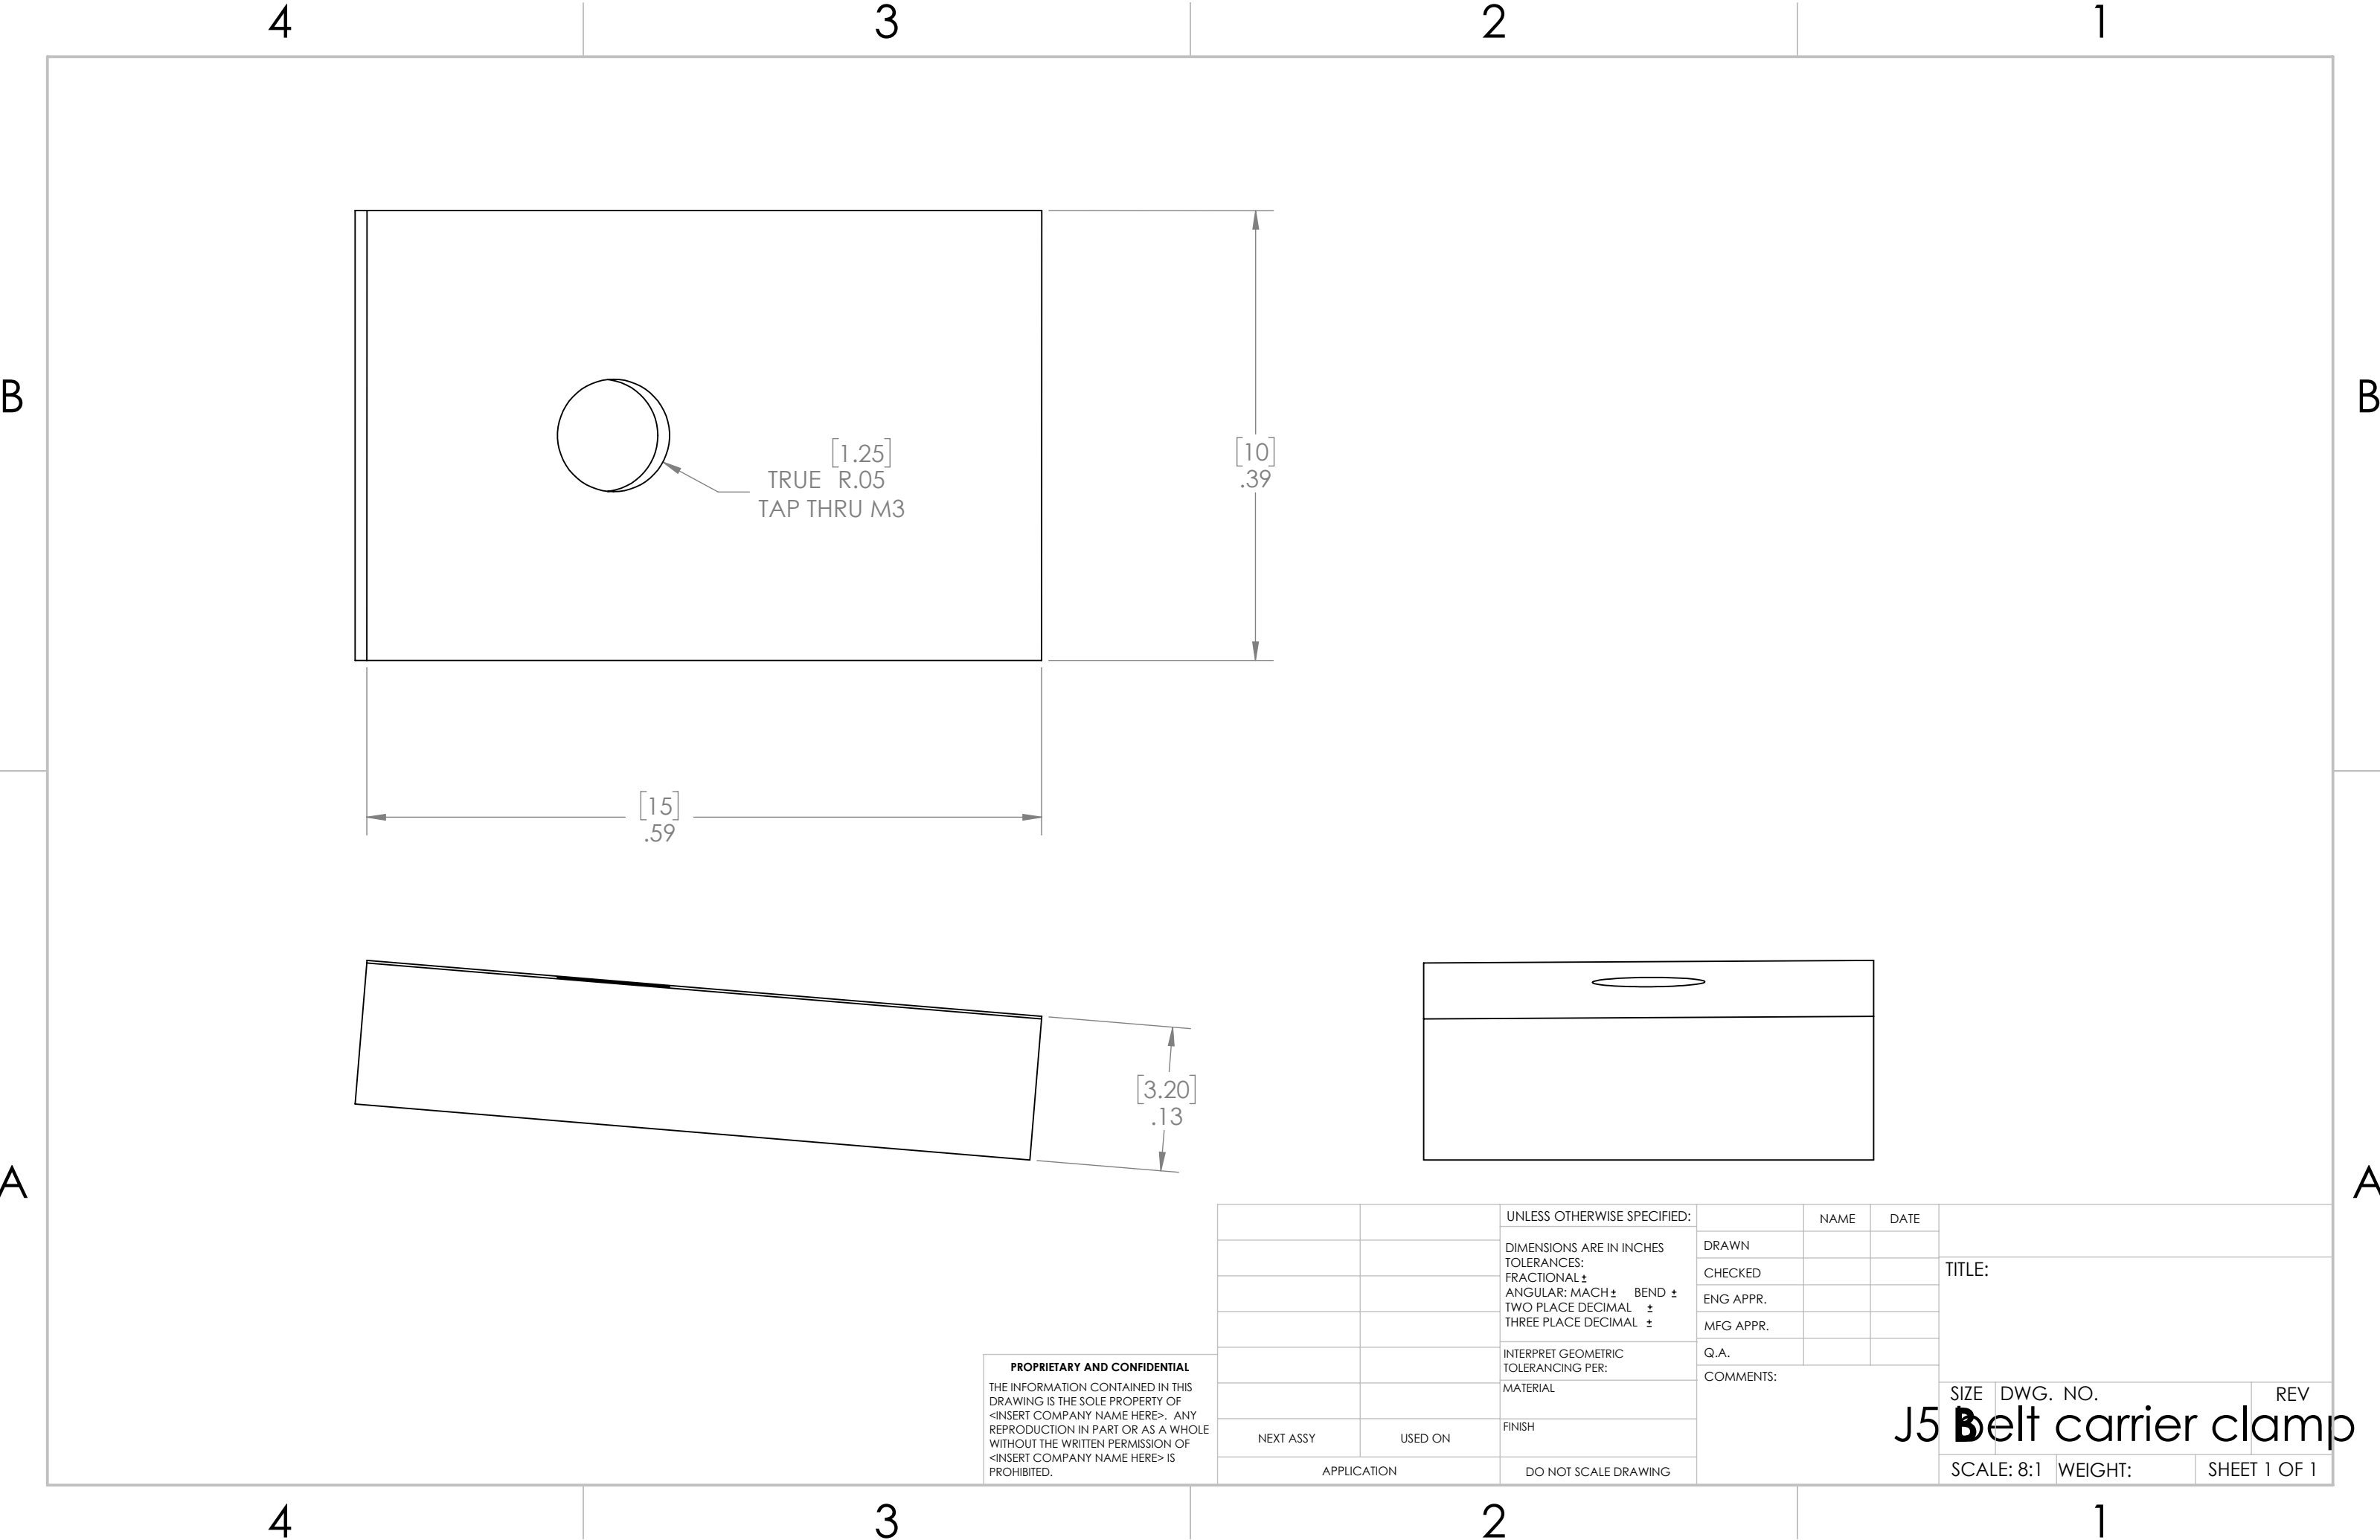 4 3 2 1
B B
[1.25]
TRUE R.05
TAP THRU M3
[10]
.39
[15]
.59
[3.20]
.13
A A
PROPRIETARY AND CONFIDENTIAL
THE INFORMATION CONTAINED IN THIS
DRAWING IS THE SOLE PROPERTY OF
<INSERT COMPANY NAME HERE>. ANY
REPRODUCTION IN PART OR AS A WHOLE
WITHOUT THE WRITTEN PERMISSION OF
<INSERT COMPANY NAME HERE> IS
PROHIBITED.
NEXT ASSY USED ON
APPLICATION
UNLESS OTHERWISE SPECIFIED:
DIMENSIONS ARE IN INCHES
TOLERANCES:
FRACTIONAL ±
ANGULAR: MACH ± BEND ±
TWO PLACE DECIMAL ±
THREE PLACE DECIMAL ±
INTERPRET GEOMETRIC
TOLERANCING PER:
MATERIAL
FINISH
DO NOT SCALE DRAWING
NAME DATE
DRAWN
CHECKED
ENG APPR.
MFG APPR.
Q.A.
COMMENTS:
TITLE:
SIZE DWG. NO. REV
B
J5 belt carrier clamp
SCALE: 8:1 WEIGHT: SHEET 1 OF 1
4 3 2 1